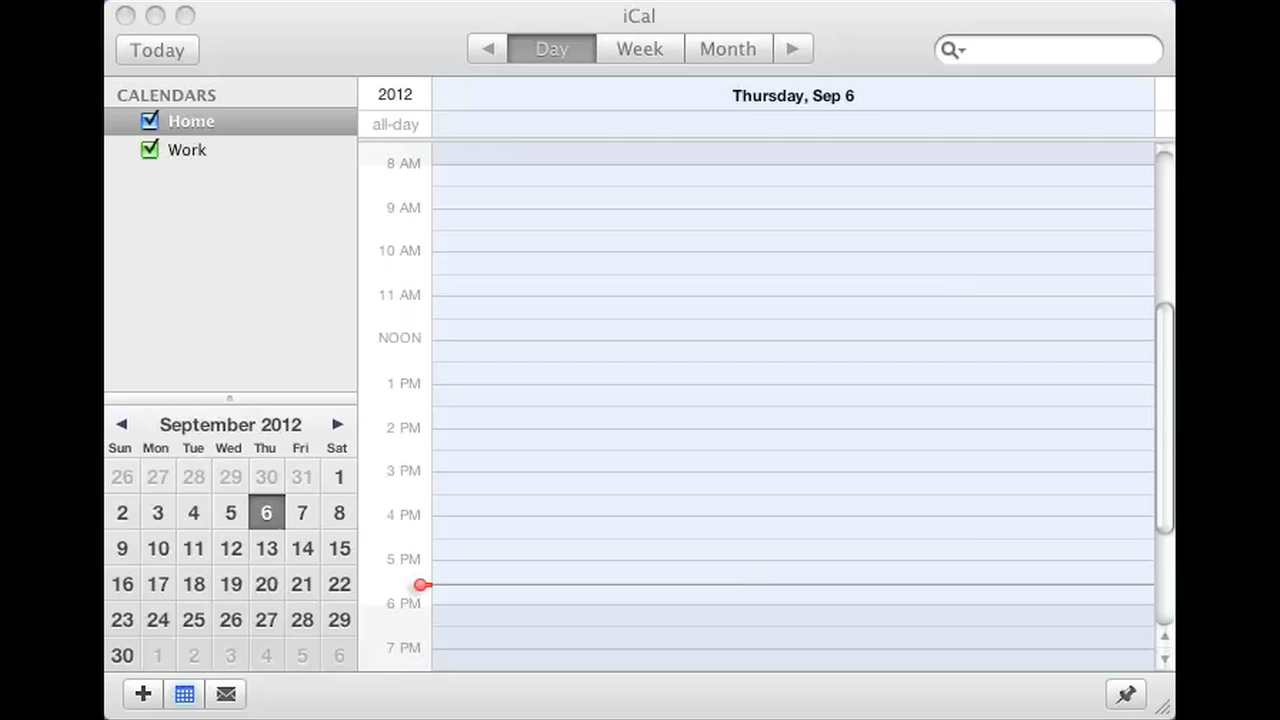 iCal
Today
Day
Week
Month
CALENDARS
Home
Work
2012
Thursday, Sep 6
all-day
8 AM
9 AM
10 AM
11 AM
NOON
1 PM
2 PM
3 PM
4 PM
5 PM
6 PM
7 PM
September 2012
Sun Mon Tue Wed Thu Fri Sat
26 27 28 29 30 31 1
2 3 4 5 6 7 8
9 10 11 12 13 14 15
16 17 18 19 20 21 22
23 24 25 26 27 28 29
30 1 2 3 4 5 6